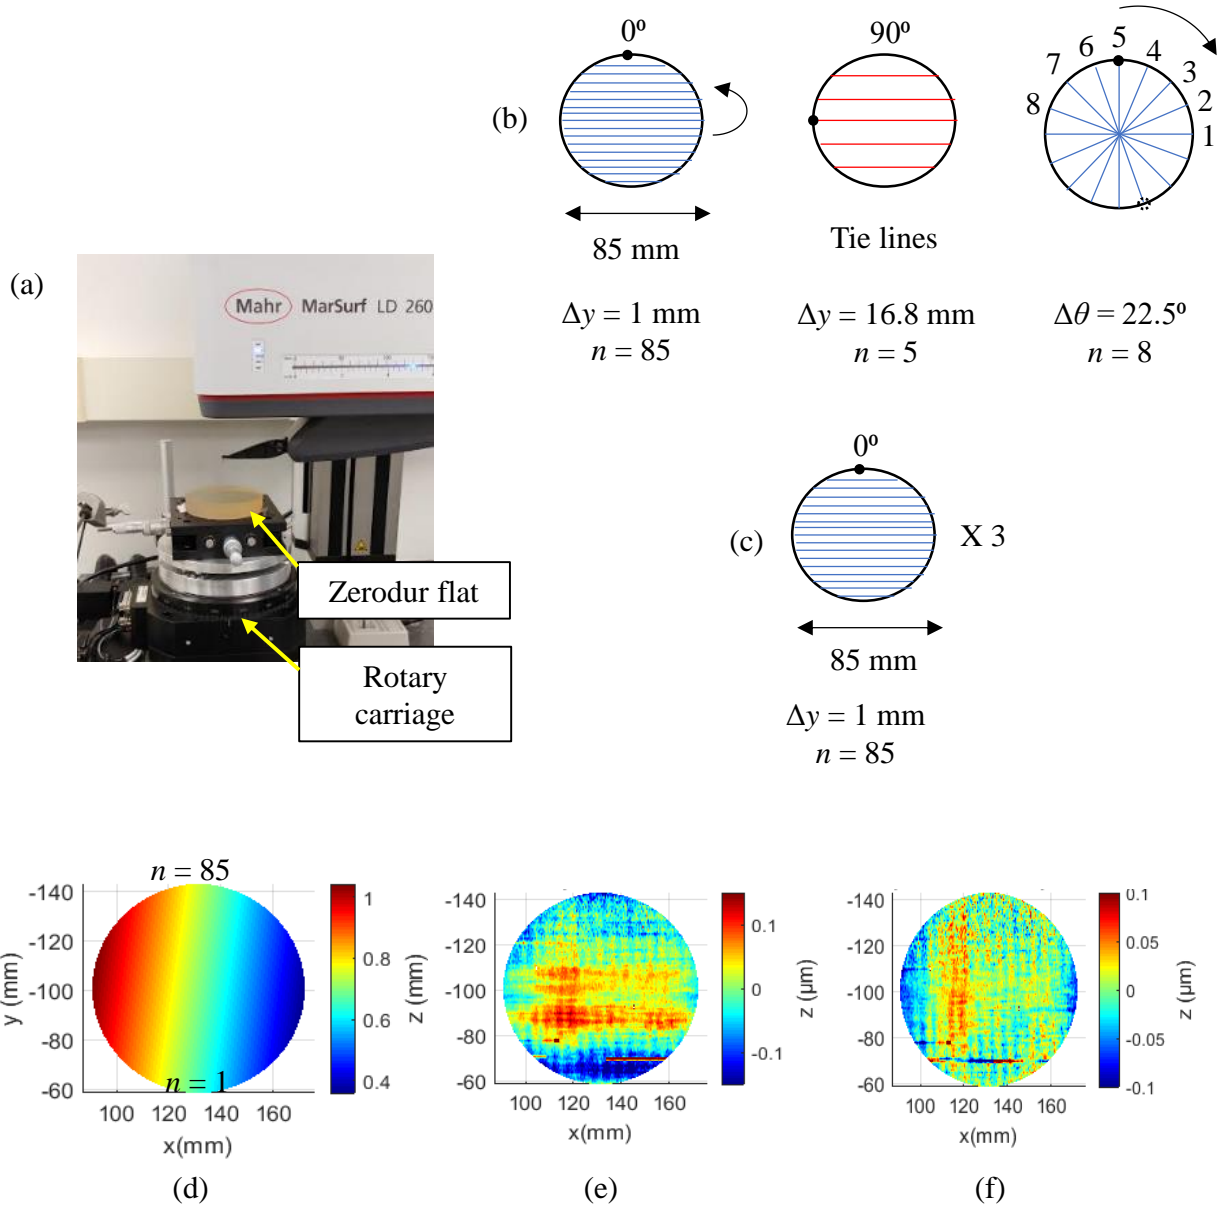 (a)
Mahr MarSurf LD 260
Zerodur flat
Rotary
carriage
(b)
0º
85 mm
Δy = 1 mm
n = 85
90º
Tie lines
Δy = 16.8 mm
n = 5
1
2
3
4
5
6
7
8
Δθ = 22.5º
n = 8
(c)
0º
X 3
85 mm
Δy = 1 mm
n = 85
n = 85
n = 1
-140
-120
-100
-80
-60
y (mm)
100 120 140 160
x(mm)
1
0.8
0.6
0.4
z (mm)
(d)
-140
-120
-100
-80
-60
100 120 140 160
x(mm)
0.1
0
-0.1
z (µm)
(e)
-140
-120
-100
-80
-60
100 120 140 160
x(mm)
0.1
0.05
0
-0.05
-0.1
z (µm)
(f)